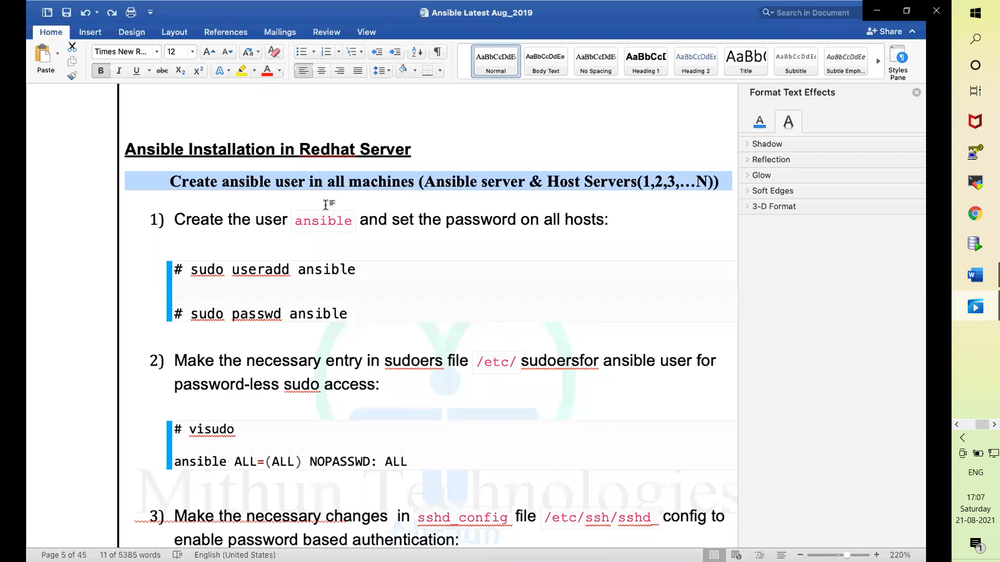 Ansible Latest Aug_2019
Search in Document
Home Insert Design Layout References Mailings Review View
Share
Paste
Times New R... 12
AaBbCcDdE AaBbCcDdEe AaBbCcDdE AaBbCcD AaBbCcDdEe AaBb( AaBbCcDdEe AaBbCcDdEe
Normal Body Text No Spacing Heading 1 Heading 2 Title Subtitle Subtle Emph...
Styles
Pane
Format Text Effects
Shadow
Reflection
Glow
Soft Edges
3-D Format
Ansible Installation in Redhat Server
Create ansible user in all machines (Ansible server & Host Servers(1,2,3,…N))
1) Create the user ansible and set the password on all hosts:
# sudo useradd ansible
# sudo passwd ansible
2) Make the necessary entry in sudoers file /etc/ sudoersfor ansible user for
password-less sudo access:
# visudo
ansible ALL=(ALL) NOPASSWD: ALL
Mithun Technologies
3) Make the necessary changes in sshd_config file /etc/ssh/sshd_ config to
enable password based authentication:
Page 5 of 45 11 of 5385 words English (United States) 220%
ENG
17:07
Saturday
21-08-2021
1